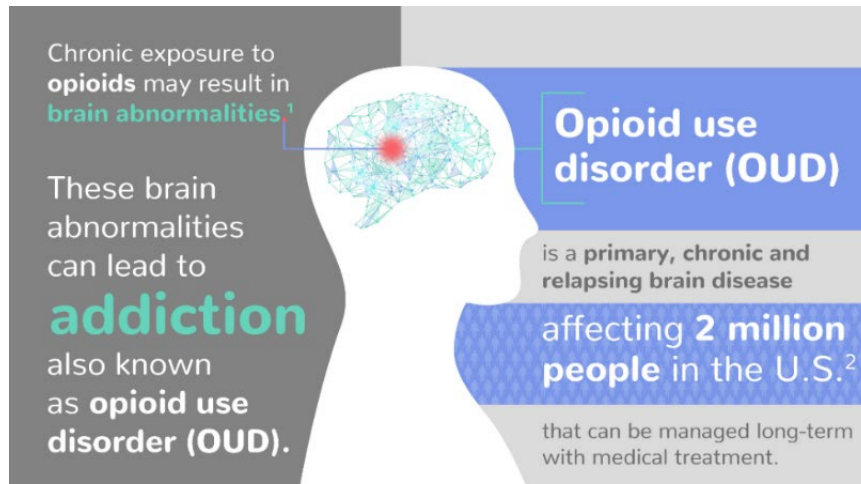 Chronic exposure to
opioids may result in
brain abnormalities.¹
These brain
abnormalities
can lead to
addiction
also known
as opioid use
disorder (OUD).
Opioid use
disorder (OUD)
is a primary, chronic and
relapsing brain disease
affecting 2 million
people in the U.S.²
that can be managed long-term
with medical treatment.